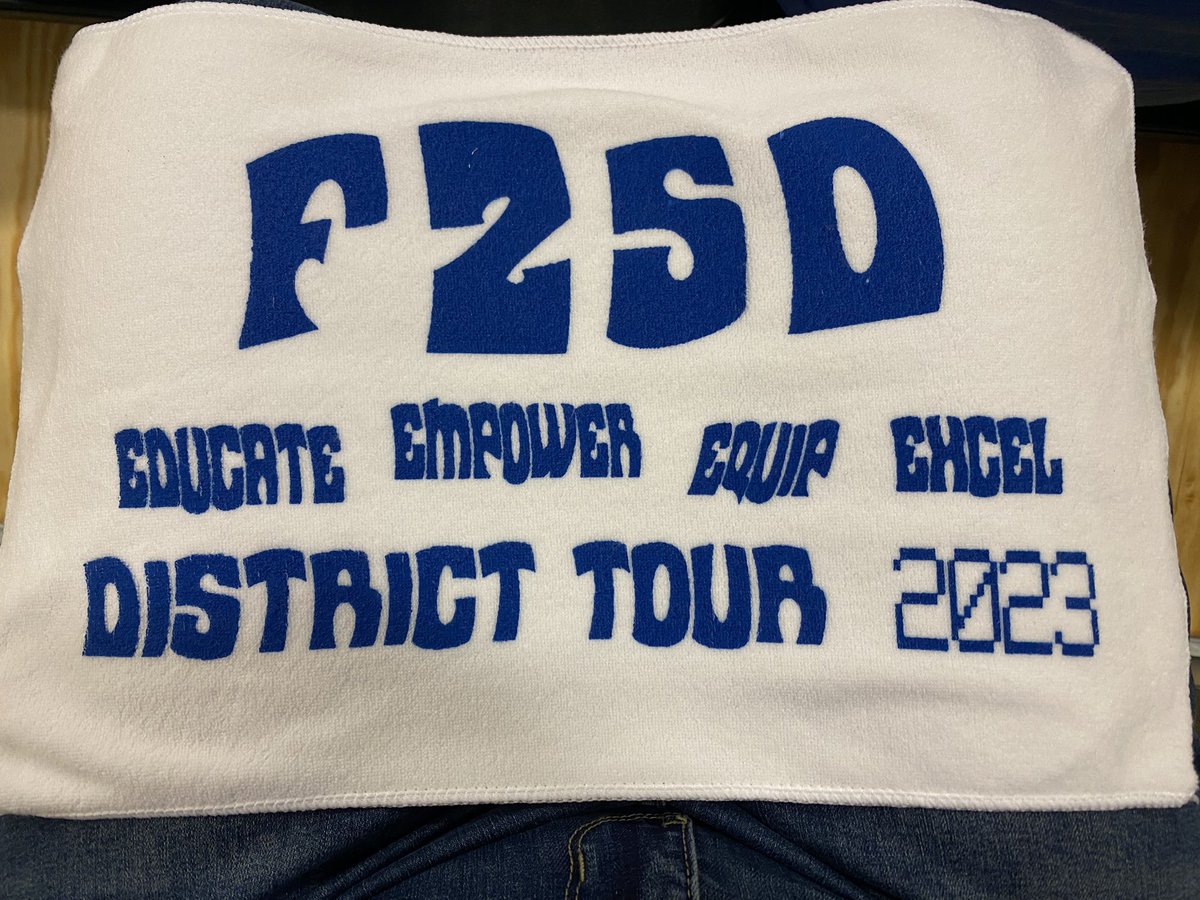 F2SD
EDUCATE EMPOWER EQUIP EXCEL
DISTRICT TOUR 2023